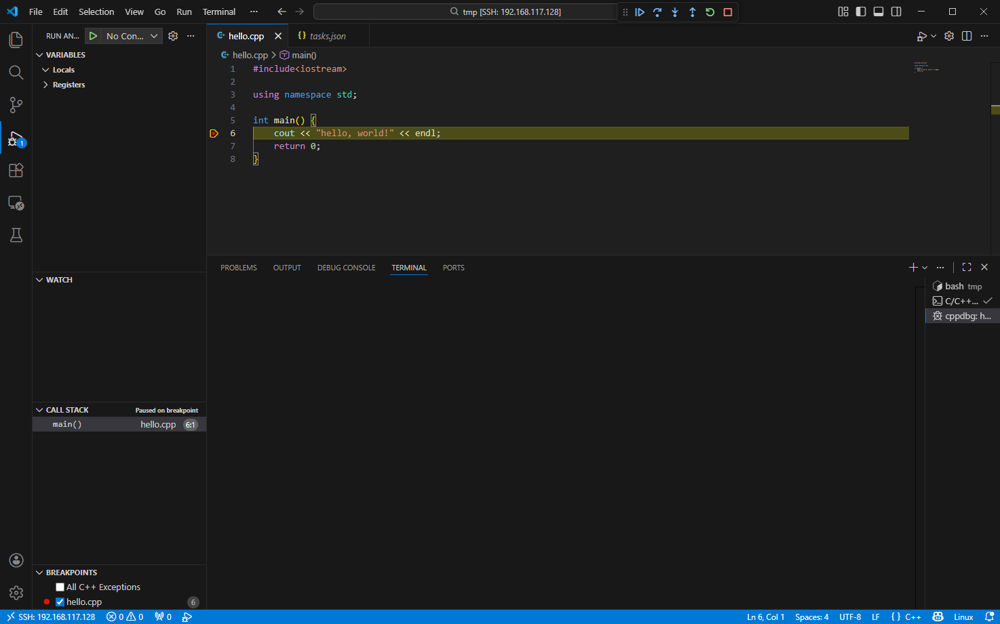 File Edit Selection View Go Run Terminal ··· tmp [SSH: 192.168.117.128]
RUN AN... No Con... ···
VARIABLES
Locals
Registers
WATCH
CALL STACK Paused on breakpoint
main() hello.cpp 6:1
BREAKPOINTS
All C++ Exceptions
hello.cpp 6
hello.cpp tasks.json
hello.cpp > main()
1 #include<iostream>
2
3 using namespace std;
4
5 int main() {
6 cout << "hello, world!" << endl;
7 return 0;
8 }
PROBLEMS OUTPUT DEBUG CONSOLE TERMINAL PORTS
bash tmp
C/C++...
cppdbg: h...
1
SSH: 192.168.117.128 0 0 0 Ln 6, Col 1 Spaces: 4 UTF-8 LF { } C++ Linux